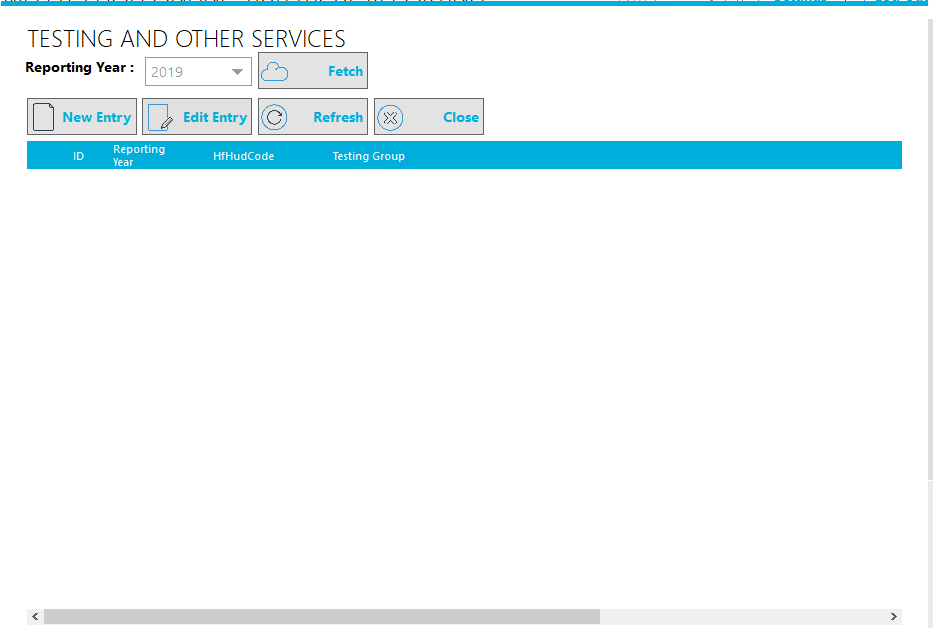 TESTING AND OTHER SERVICES
Reporting Year :
2019
Fetch
New Entry
Edit Entry
Refresh
Close
ID
Reporting
Year
HfHudCode
Testing Group